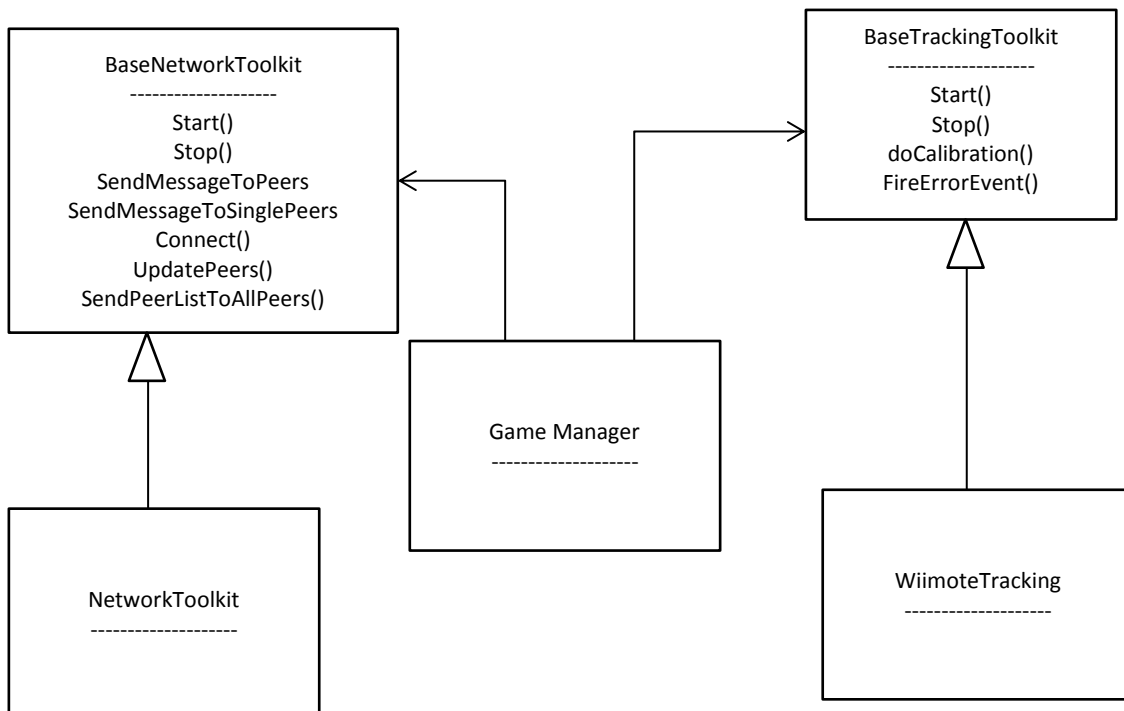 BaseNetworkToolkit
--------------------
Start()
Stop()
SendMessageToPeers
SendMessageToSinglePeers
Connect()
UpdatePeers()
SendPeerListToAllPeers()
BaseTrackingToolkit
--------------------
Start()
Stop()
doCalibration()
FireErrorEvent()
Game Manager
--------------------
NetworkToolkit
--------------------
WiimoteTracking
--------------------